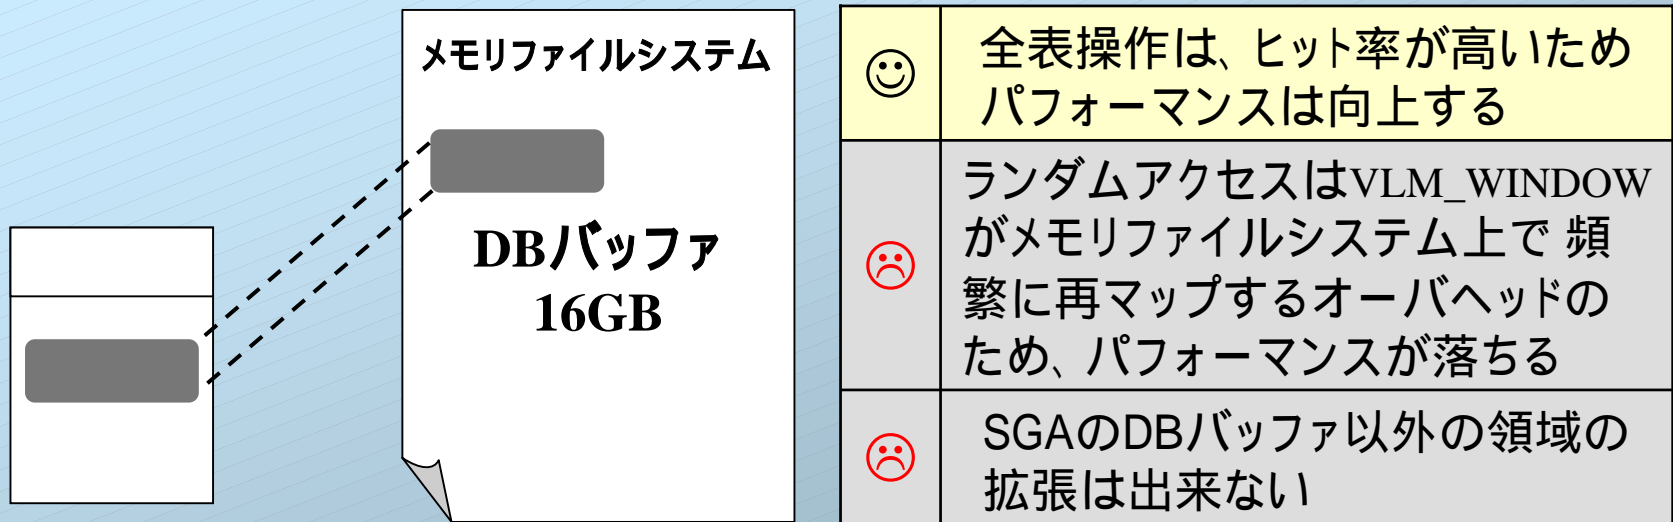 メモリファイルシステム
DBバッファ
16GB
全表操作は、ヒット率が高いため
パフォーマンスは向上する
ランダムアクセスはVLM_WINDOW
がメモリファイルシステム上で 頻
繁に再マップするオーバヘッドの
ため、パフォーマンスが落ちる
SGAのDBバッファ以外の領域の
拡張は出来ない